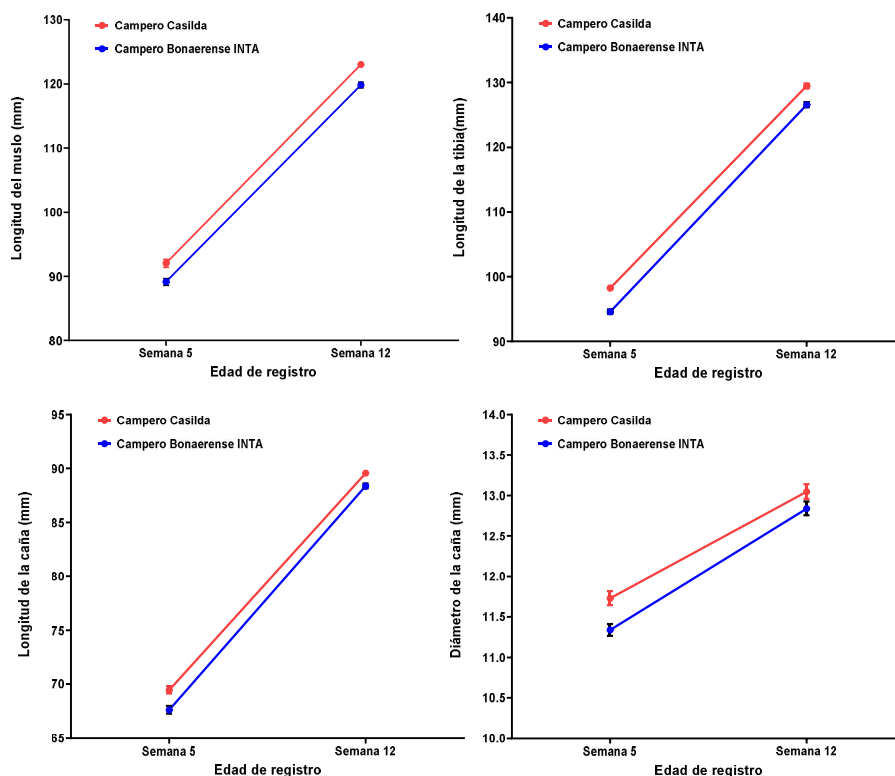 Campero Casilda
Campero Bonaerense INTA
Longitud del muslo (mm)
130
120
110
100
90
80
Semana 5
Semana 12
Edad de registro
Campero Casilda
Campero Bonaerense INTA
Longitud de la tibia(mm)
140
130
120
110
100
90
Semana 5
Semana 12
Edad de registro
Campero Casilda
Campero Bonaerense INTA
Longitud de la caña (mm)
95
90
85
80
75
70
65
Semana 5
Semana 12
Edad de registro
Campero Casilda
Campero Bonaerense INTA
Diámetro de la caña (mm)
14.0
13.5
13.0
12.5
12.0
11.5
11.0
10.5
10.0
Semana 5
Semana 12
Edad de registro